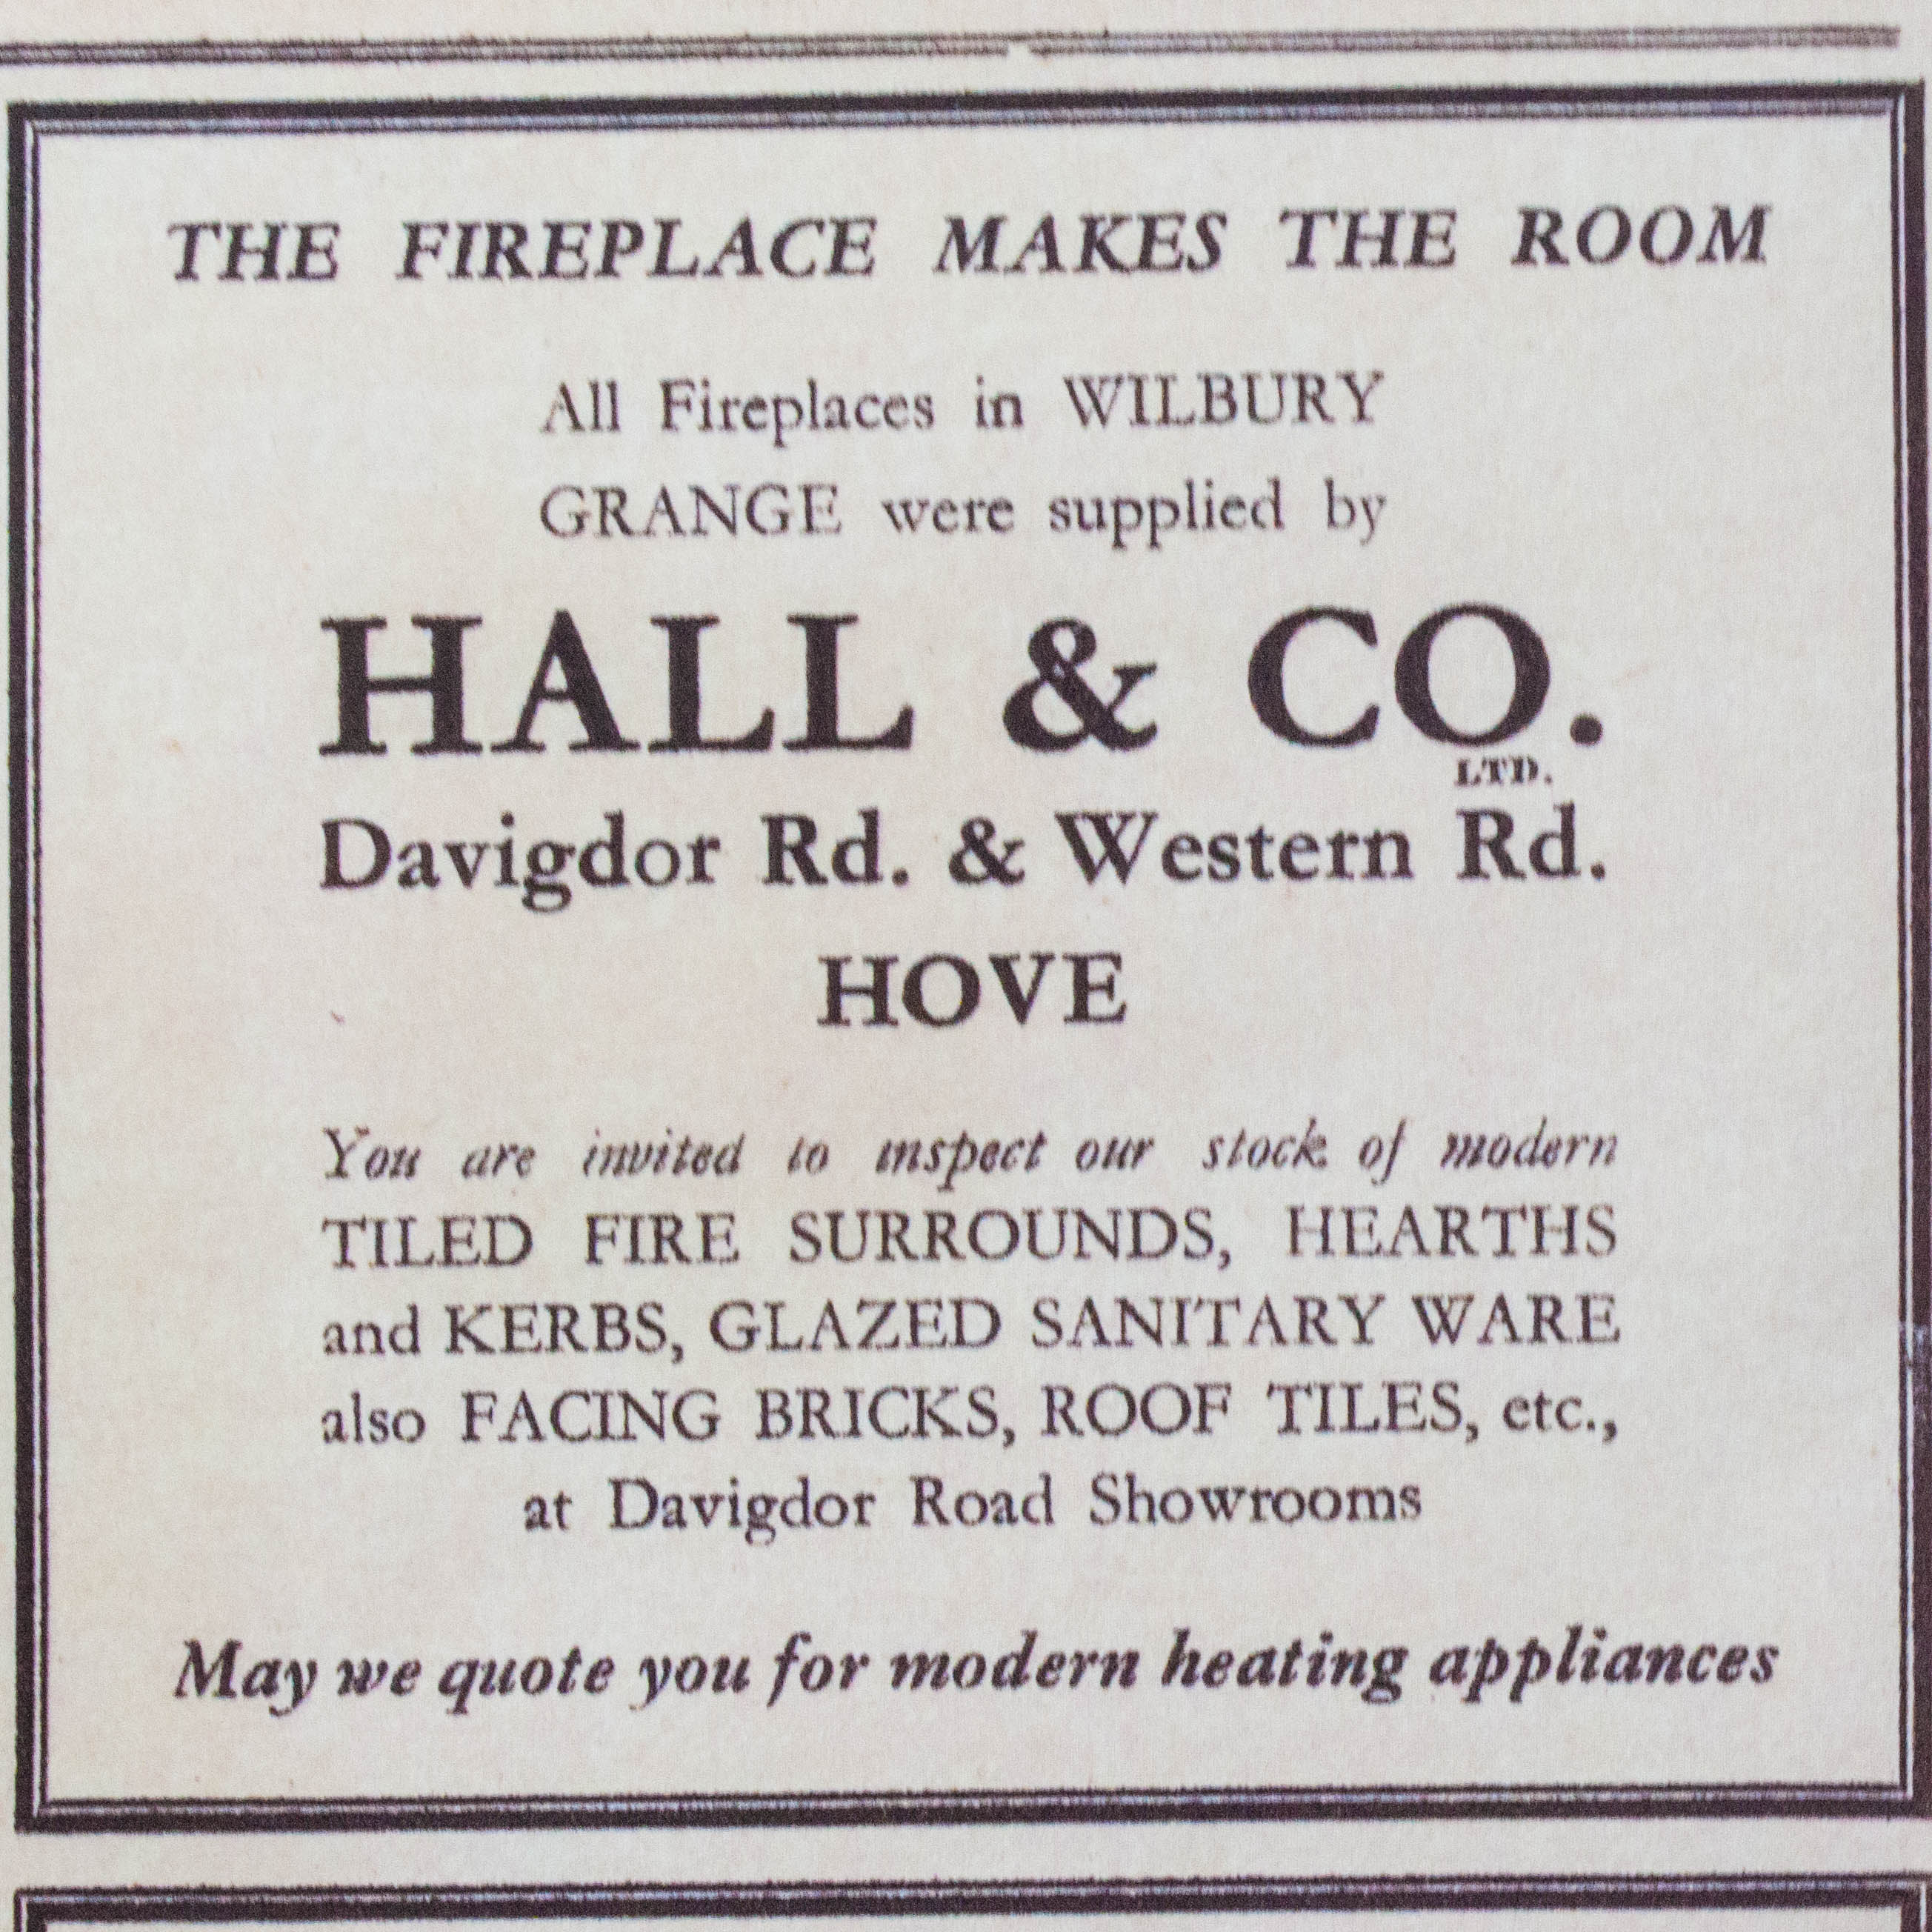 THE FIREPLACE MAKES THE ROOM
All Fireplaces in WILBURY
GRANGE were supplied by
HALL & CO.
LTD.
Davigdor Rd. & Western Rd.
HOVE
You are invited to inspect our stock of modern
TILED FIRE SURROUNDS, HEARTHS
and KERBS, GLAZED SANITARY WARE
also FACING BRICKS, ROOF TILES, etc.,
at Davigdor Road Showrooms
May we quote you for modern heating appliances